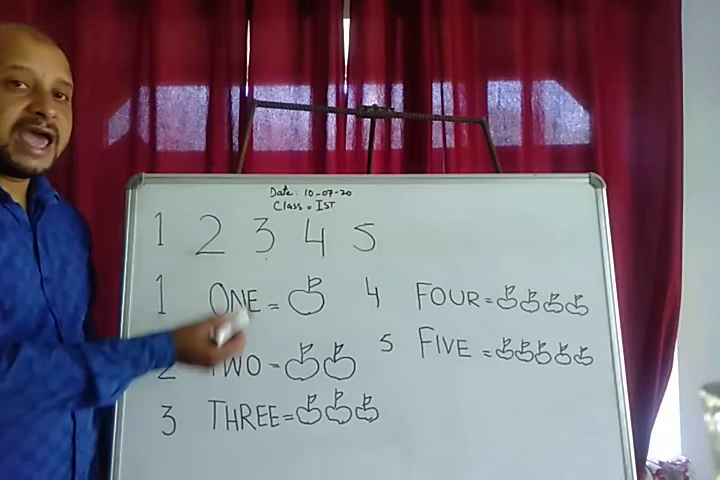 Date: 10-07-20
Class = IST
1 2 3 4 5
1 ONE =
2 TWO =
3 THREE =
4 FOUR =
5 FIVE =